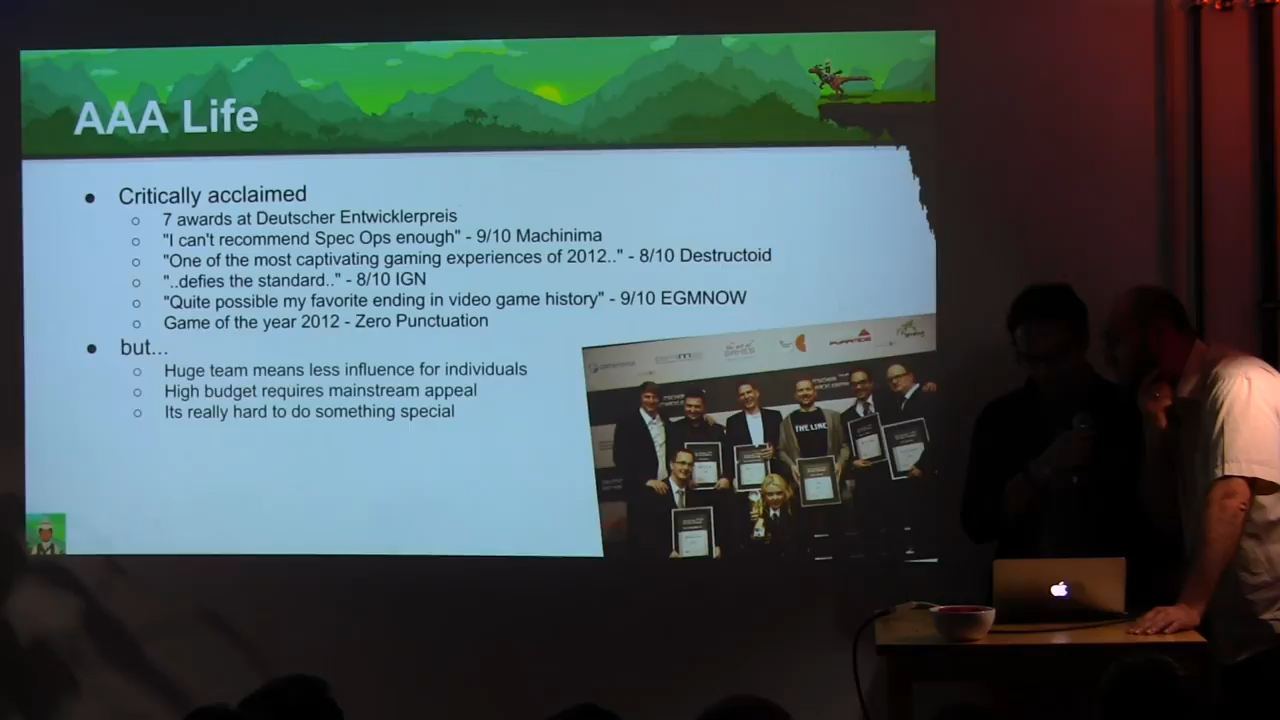 AAA Life
● Critically acclaimed
○ 7 awards at Deutscher Entwicklerpreis
○ "I can't recommend Spec Ops enough" - 9/10 Machinima
○ "One of the most captivating gaming experiences of 2012.." - 8/10 Destructoid
○ "..defies the standard.." - 8/10 IGN
○ "Quite possible my favorite ending in video game history" - 9/10 EGMNOW
○ Game of the year 2012 - Zero Punctuation
● but...
○ Huge team means less influence for individuals
○ High budget requires mainstream appeal
○ Its really hard to do something special
THE LINE